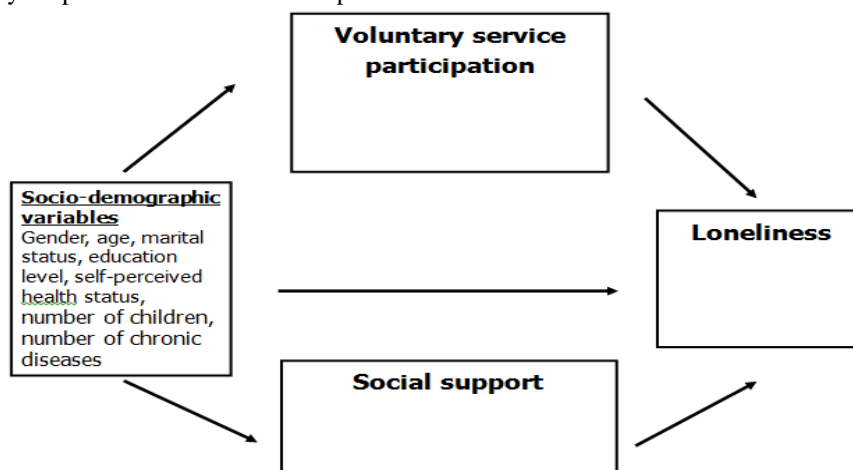 Voluntary service
participation
Socio-demographic
variables
Gender, age, marital
status, education
level, self-perceived
health status,
number of children,
number of chronic
diseases
Loneliness
Social support